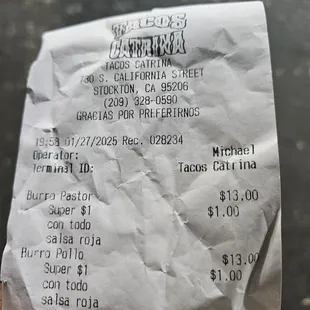 TACOS
CATRINA
TACOS CATRINA
730 S. CALIFORNIA STREET
STOCKTON, CA 95206
(209) 328-0590
GRACIAS POR PREFERIRNOS
19:53 01/27/2025 Rec. 028234
Operator: Michael
Terminal ID: Tacos Catrina
Burro Pastor $13.00
Super $1 $1.00
con todo
salsa roja
Burro Pollo $13.00
Super $1 $1.00
con todo
salsa roja